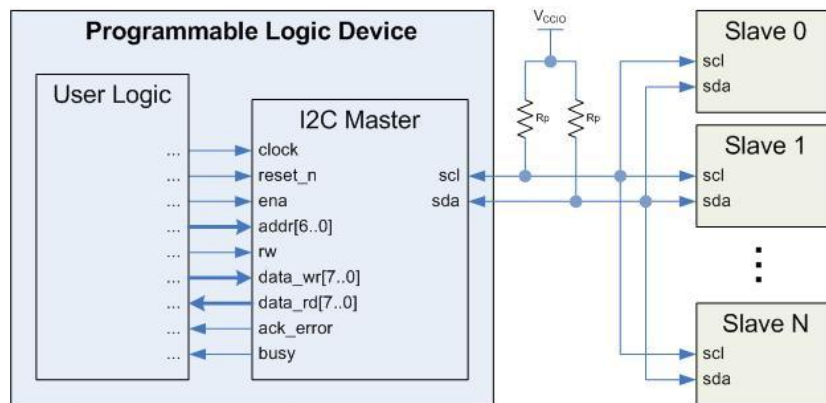 Programmable Logic Device
User Logic
...
...
...
...
...
...
...
...
...
I2C Master
clock
reset_n
ena
addr[6..0]
rw
data_wr[7..0]
data_rd[7..0]
ack_error
busy
scl
sda
VCCIO
Rp
Rp
Slave 0
scl
sda
Slave 1
scl
sda
Slave N
scl
sda